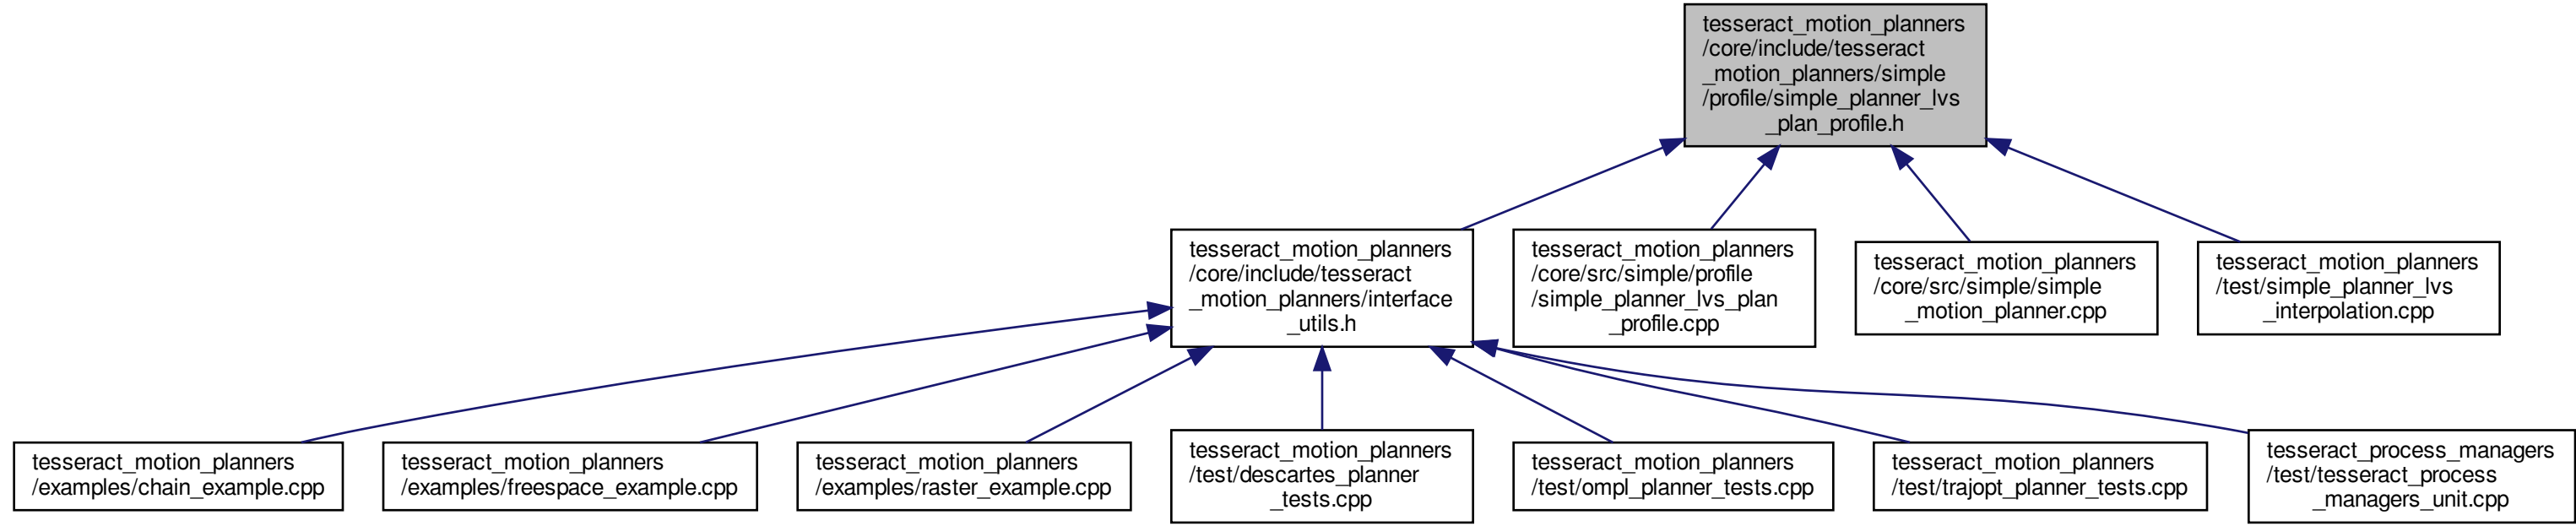 tesseract_motion_planners
/core/include/tesseract
_motion_planners/simple
/profile/simple_planner_lvs
_plan_profile.h
tesseract_motion_planners
/core/include/tesseract
_motion_planners/interface
_utils.h
tesseract_motion_planners
/core/src/simple/profile
/simple_planner_lvs_plan
_profile.cpp
tesseract_motion_planners
/core/src/simple/simple
_motion_planner.cpp
tesseract_motion_planners
/test/simple_planner_lvs
_interpolation.cpp
tesseract_motion_planners
/examples/chain_example.cpp
tesseract_motion_planners
/examples/freespace_example.cpp
tesseract_motion_planners
/examples/raster_example.cpp
tesseract_motion_planners
/test/descartes_planner
_tests.cpp
tesseract_motion_planners
/test/ompl_planner_tests.cpp
tesseract_motion_planners
/test/trajopt_planner_tests.cpp
tesseract_process_managers
/test/tesseract_process
_managers_unit.cpp